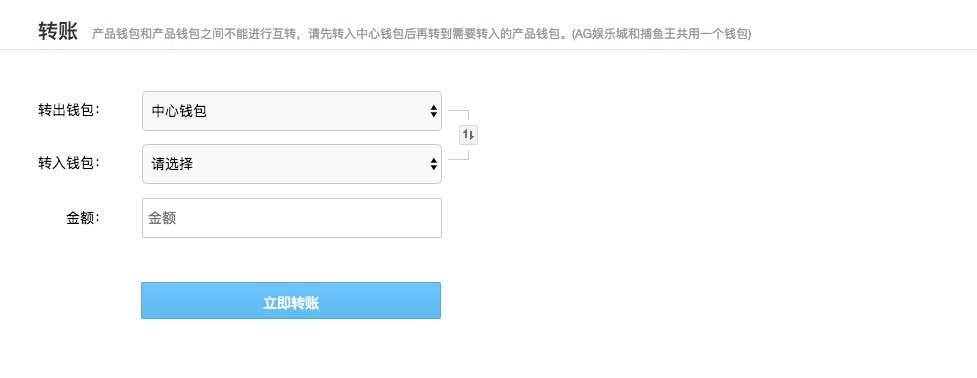 转账 产品钱包和产品钱包之间不能进行互转，请先转入中心钱包后再转到需要转入的产品钱包。(AG娱乐城和捕鱼王共用一个钱包)
转出钱包： 中心钱包
转入钱包： 请选择
金额： 金额
立即转账